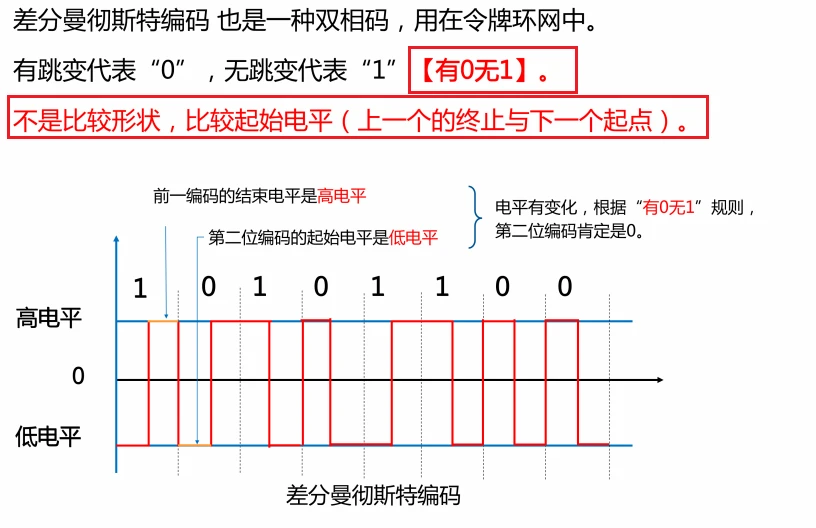 差分曼彻斯特编码 也是一种双相码，用在令牌环网中。
有跳变代表“0”，无跳变代表“1”【有0无1】。
不是比较形状，比较起始电平（上一个的终止与下一个起点）。
前一编码的结束电平是高电平
第二位编码的起始电平是低电平
电平有变化，根据“有0无1”规则，
第二位编码肯定是0。
1 0 1 0 1 1 0 0
高电平
0
低电平
差分曼彻斯特编码